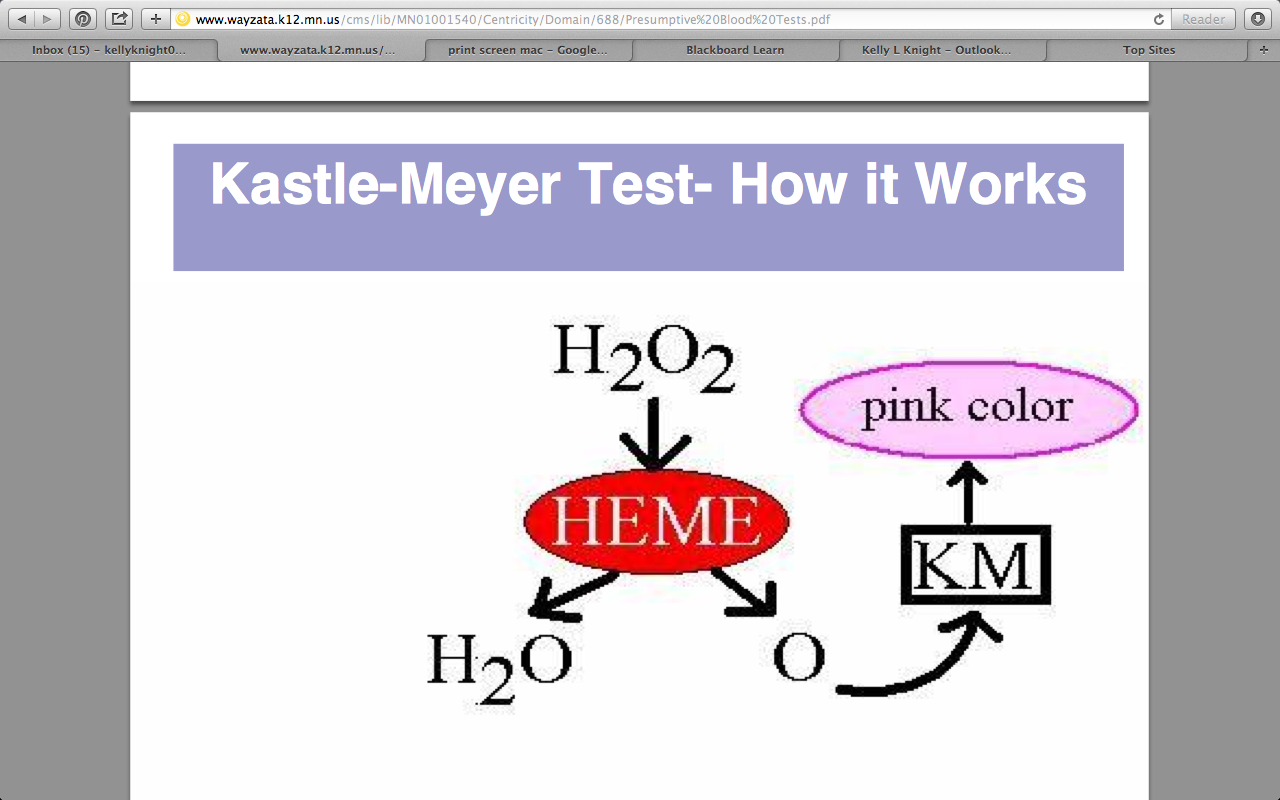 www.wayzata.k12.mn.us/cms/lib/MN01001540/Centricity/Domain/688/Presumptive%20Blood%20Tests.pdf
Reader
Inbox (15) – kellyknight0...
www.wayzata.k12.mn.us/...
print screen mac – Google...
Blackboard Learn
Kelly L Knight – Outlook...
Top Sites
Kastle-Meyer Test- How it Works
H2O2
pink color
HEME
KM
H2O
O